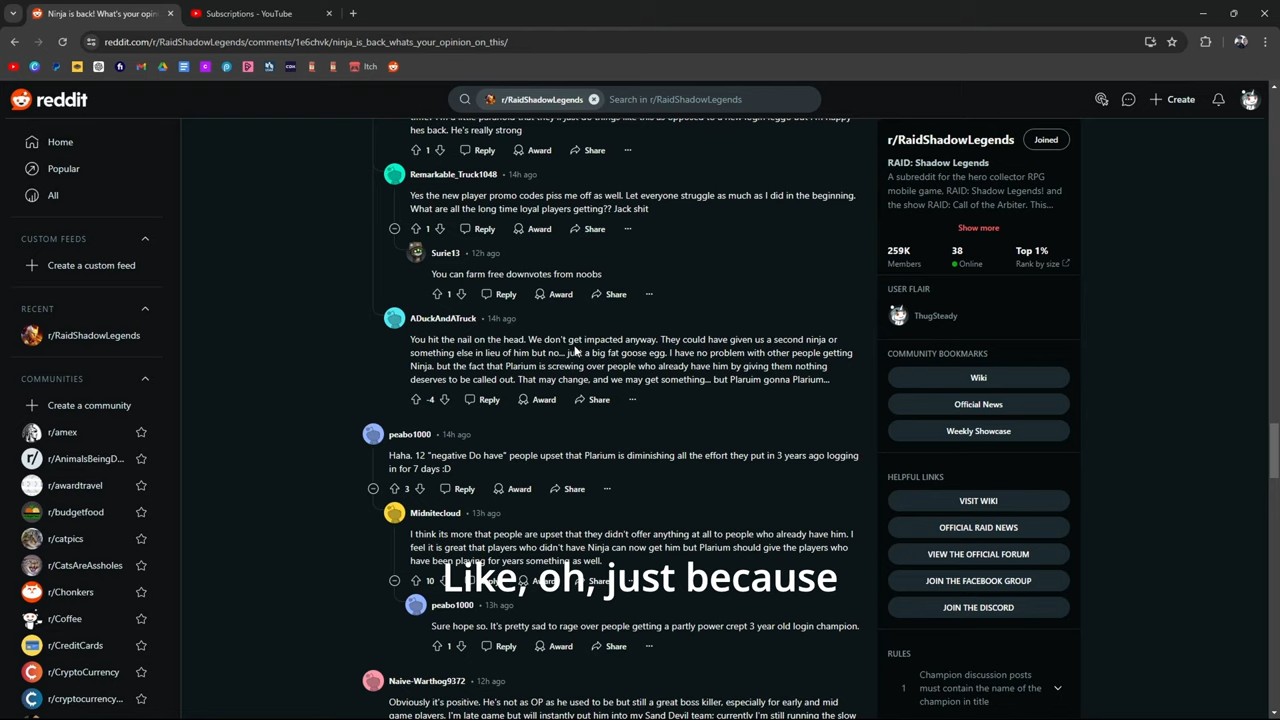 Ninja is back! What's your opini
Subscriptions - YouTube
reddit.com/r/RaidShadowLegends/comments/1e6chvk/ninja_is_back_whats_your_opinion_on_this/
Itch
reddit
r/RaidShadowLegends
Search in r/RaidShadowLegends
Create
Home
Popular
All
CUSTOM FEEDS
Create a custom feed
RECENT
r/RaidShadowLegends
COMMUNITIES
Create a community
r/amex
r/AnimalsBeingD...
r/awardtravel
r/budgetfood
r/catpics
r/CatsAreAssholes
r/Chonkers
r/Coffee
r/CreditCards
r/CryptoCurrency
r/cryptocurrency...
hes back. He's really strong
1 Reply Award Share
Remarkable_Truck1048 • 14h ago
Yes the new player promo codes piss me off as well. Let everyone struggle as much as I did in the beginning.
What are all the long time loyal players getting?? Jack shit
1 Reply Award Share
Surie13 • 12h ago
You can farm free downvotes from noobs
1 Reply Award Share
ADuckAndATruck • 14h ago
You hit the nail on the head. We don't get impacted anyway. They could have given us a second ninja or
something else in lieu of him but no... just a big fat goose egg. I have no problem with other people getting
Ninja. but the fact that Plarium is screwing over people who already have him by giving them nothing
deserves to be called out. That may change, and we may get something... but Plaruim gonna Plarium...
-4 Reply Award Share
peabo1000 • 14h ago
Haha. 12 "negative Do have" people upset that Plarium is diminishing all the effort they put in 3 years ago logging
in for 7 days :D
3 Reply Award Share
Midnitecloud • 13h ago
I think its more that people are upset that they didn't offer anything at all to people who already have him. I
feel it is great that players who didn't have Ninja can now get him but Plarium should give the players who
have been playing for years something as well.
10
Like, oh, just because
peabo1000 • 13h ago
Sure hope so. It's pretty sad to rage over people getting a partly power crept 3 year old login champion.
1 Reply Award Share
Naive-Warthog9372 • 12h ago
Obviously it's positive. He's not as OP as he used to be but still a great boss killer, especially for early and mid
game players. I'm late game but will instantly put him into my Sand Devil team; currently I'm still running the slow
r/RaidShadowLegends
Joined
RAID: Shadow Legends
A subreddit for the hero collector RPG
mobile game, RAID: Shadow Legends! and
the show RAID: Call of the Arbiter. This...
Show more
259K 38 Top 1%
Members Online Rank by size
USER FLAIR
ThugSteady
COMMUNITY BOOKMARKS
Wiki
Official News
Weekly Showcase
HELPFUL LINKS
VISIT WIKI
OFFICIAL RAID NEWS
VIEW THE OFFICIAL FORUM
JOIN THE FACEBOOK GROUP
JOIN THE DISCORD
RULES
Champion discussion posts
1 must contain the name of the
champion in title